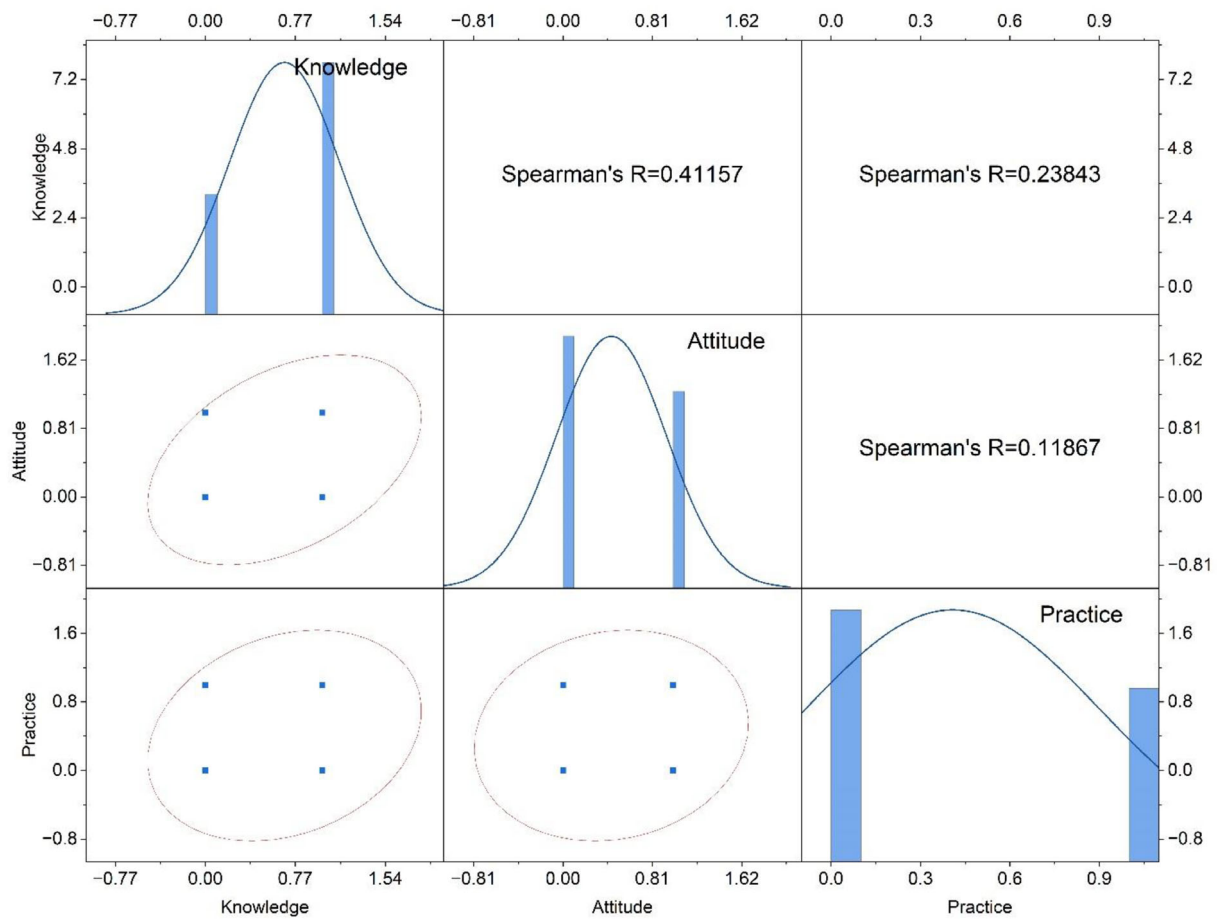 −0.77 0.00 0.77 1.54 −0.81 0.00 0.81 1.62 0.0 0.3 0.6 0.9
Knowledge
7.2
4.8
2.4
0.0
Knowledge
Spearman's R=0.41157
Spearman's R=0.23843
7.2
4.8
2.4
0.0
1.62
0.81
0.00
−0.81
Attitude
Attitude
Spearman's R=0.11867
1.62
0.81
0.00
−0.81
1.6
0.8
0.0
−0.8
Practice
Practice
1.6
0.8
0.0
−0.8
−0.77 0.00 0.77 1.54 −0.81 0.00 0.81 1.62 0.0 0.3 0.6 0.9
Knowledge Attitude Practice